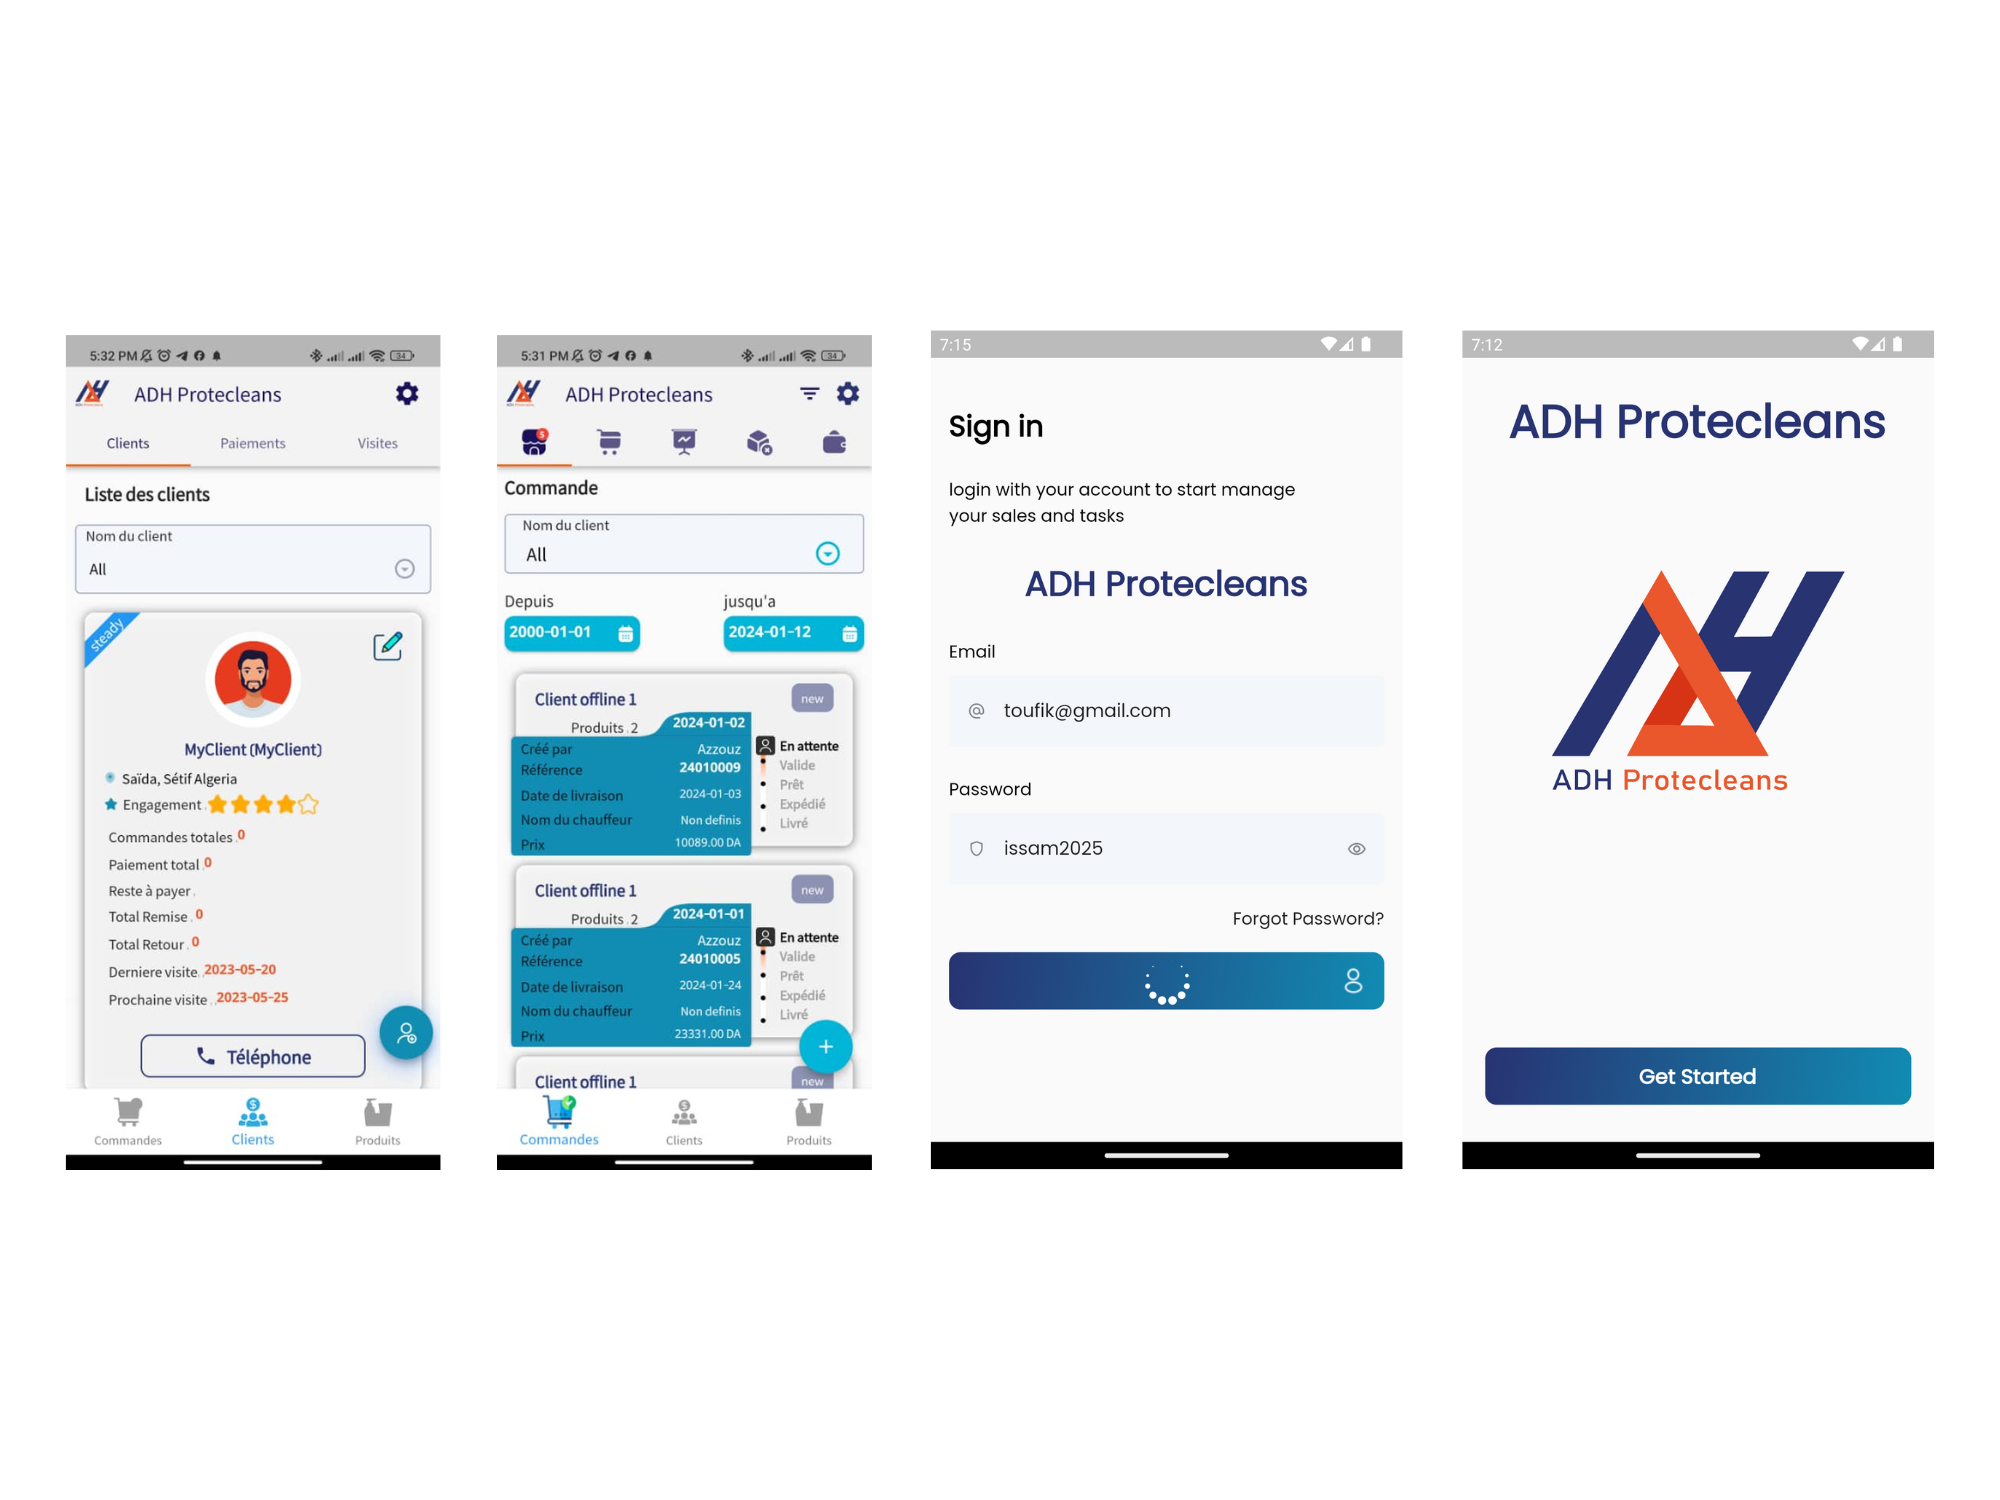 5:32 PM
34
ADH Protecleans
Clients Paiements Visites
Liste des clients
Nom du client
All
steady
MyClient (MyClient)
Saïda, Sétif Algeria
Engagement
Commandes totales 0
Paiement total 0
Reste à payer
Total Remise 0
Total Retour 0
Derniere visite 2023-05-20
Prochaine visite 2023-05-25
Téléphone
Commandes Clients Produits
5:31 PM
34
ADH Protecleans
5
Commande
Nom du client
All
Depuis jusqu'a
2000-01-01 2024-01-12
Client offline 1 new
Produits 2 2024-01-02
Créé par Azzouz
Référence 24010009
Date de livraison 2024-01-03
Nom du chauffeur Non definis
Prix 10089.00 DA
En attente
Valide
Prêt
Expédié
Livré
Client offline 1 new
Produits 2 2024-01-01
Créé par Azzouz
Référence 24010005
Date de livraison 2024-01-24
Nom du chauffeur Non definis
Prix 23331.00 DA
En attente
Valide
Prêt
Expédié
Livré
Client offline 1 new
Commandes Clients Produits
7:15
Sign in
login with your account to start manage
your sales and tasks
ADH Protecleans
Email
@ toufik@gmail.com
Password
issam2025
Forgot Password?
7:12
ADH Protecleans
ADH Protecleans
Get Started